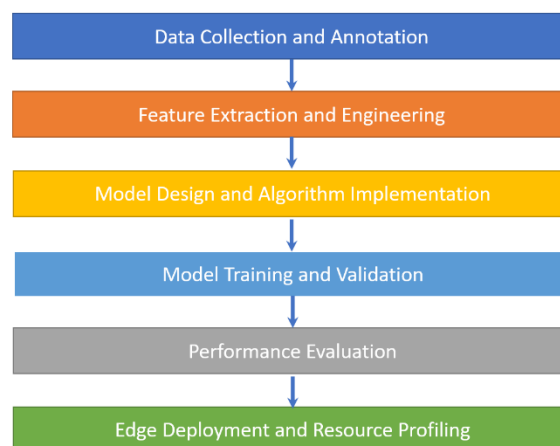 Data Collection and Annotation
Feature Extraction and Engineering
Model Design and Algorithm Implementation
Model Training and Validation
Performance Evaluation
Edge Deployment and Resource Profiling